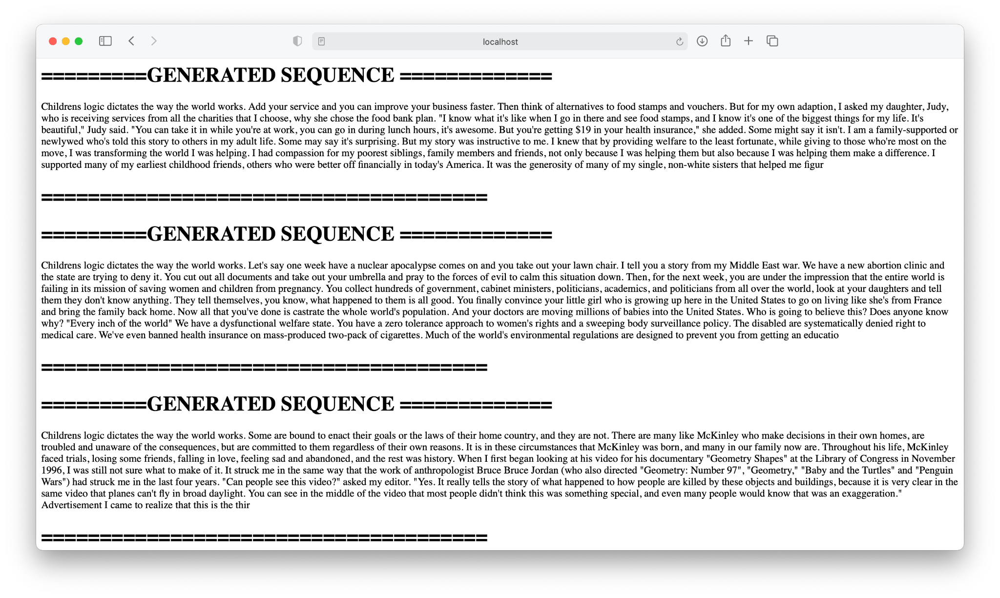 localhost
=========GENERATED SEQUENCE =============
Childrens logic dictates the way the world works. Add your service and you can improve your business faster. Then think of alternatives to food stamps and vouchers. But for my own adaption, I asked my daughter, Judy,
who is receiving services from all the charities that I choose, why she chose the food bank plan. "I know what it's like when I go in there and see food stamps, and I know it's one of the biggest things for my life. It's
beautiful," Judy said. "You can take it in while you're at work, you can go in during lunch hours, it's awesome. But you're getting $19 in your health insurance," she added. Some might say it isn't. I am a family-supported or
newlywed who's told this story to others in my adult life. Some may say it's surprising. But my story was instructive to me. I knew that by providing welfare to the least fortunate, while giving to those who're most on the
move, I was transforming the world I was helping. I had compassion for my poorest siblings, family members and friends, not only because I was helping them but also because I was helping them make a difference. I
supported many of my earliest childhood friends, others who were better off financially in today's America. It was the generosity of many of my single, non-white sisters that helped me figur
======================================
=========GENERATED SEQUENCE =============
Childrens logic dictates the way the world works. Let's say one week have a nuclear apocalypse comes on and you take out your lawn chair. I tell you a story from my Middle East war. We have a new abortion clinic and
the state are trying to deny it. You cut out all documents and take out your umbrella and pray to the forces of evil to calm this situation down. Then, for the next week, you are under the impression that the entire world is
failing in its mission of saving women and children from pregnancy. You collect hundreds of government, cabinet ministers, politicians, academics, and politicians from all over the world, look at your daughters and tell
them they don't know anything. They tell themselves, you know, what happened to them is all good. You finally convince your little girl who is growing up here in the United States to go on living like she's from France
and bring the family back home. Now all that you've done is castrate the whole world's population. And your doctors are moving millions of babies into the United States. Who is going to believe this? Does anyone know
why? "Every inch of the world" We have a dysfunctional welfare state. You have a zero tolerance approach to women's rights and a sweeping body surveillance policy. The disabled are systematically denied right to
medical care. We've even banned health insurance on mass-produced two-pack of cigarettes. Much of the world's environmental regulations are designed to prevent you from getting an educatio
======================================
=========GENERATED SEQUENCE =============
Childrens logic dictates the way the world works. Some are bound to enact their goals or the laws of their home country, and they are not. There are many like McKinley who make decisions in their own homes, are
troubled and unaware of the consequences, but are committed to them regardless of their own reasons. It is in these circumstances that McKinley was born, and many in our family now are. Throughout his life, McKinley
faced trials, losing some friends, falling in love, feeling sad and abandoned, and the rest was history. When I first began looking at his video for his documentary "Geometry Shapes" at the Library of Congress in November
1996, I was still not sure what to make of it. It struck me in the same way that the work of anthropologist Bruce Bruce Jordan (who also directed "Geometry: Number 97", "Geometry," "Baby and the Turtles" and "Penguin
Wars") had struck me in the last four years. "Can people see this video?" asked my editor. "Yes. It really tells the story of what happened to how people are killed by these objects and buildings, because it is very clear in the
same video that planes can't fly in broad daylight. You can see in the middle of the video that most people didn't think this was something special, and even many people would know that was an exaggeration."
Advertisement I came to realize that this is the thir
======================================